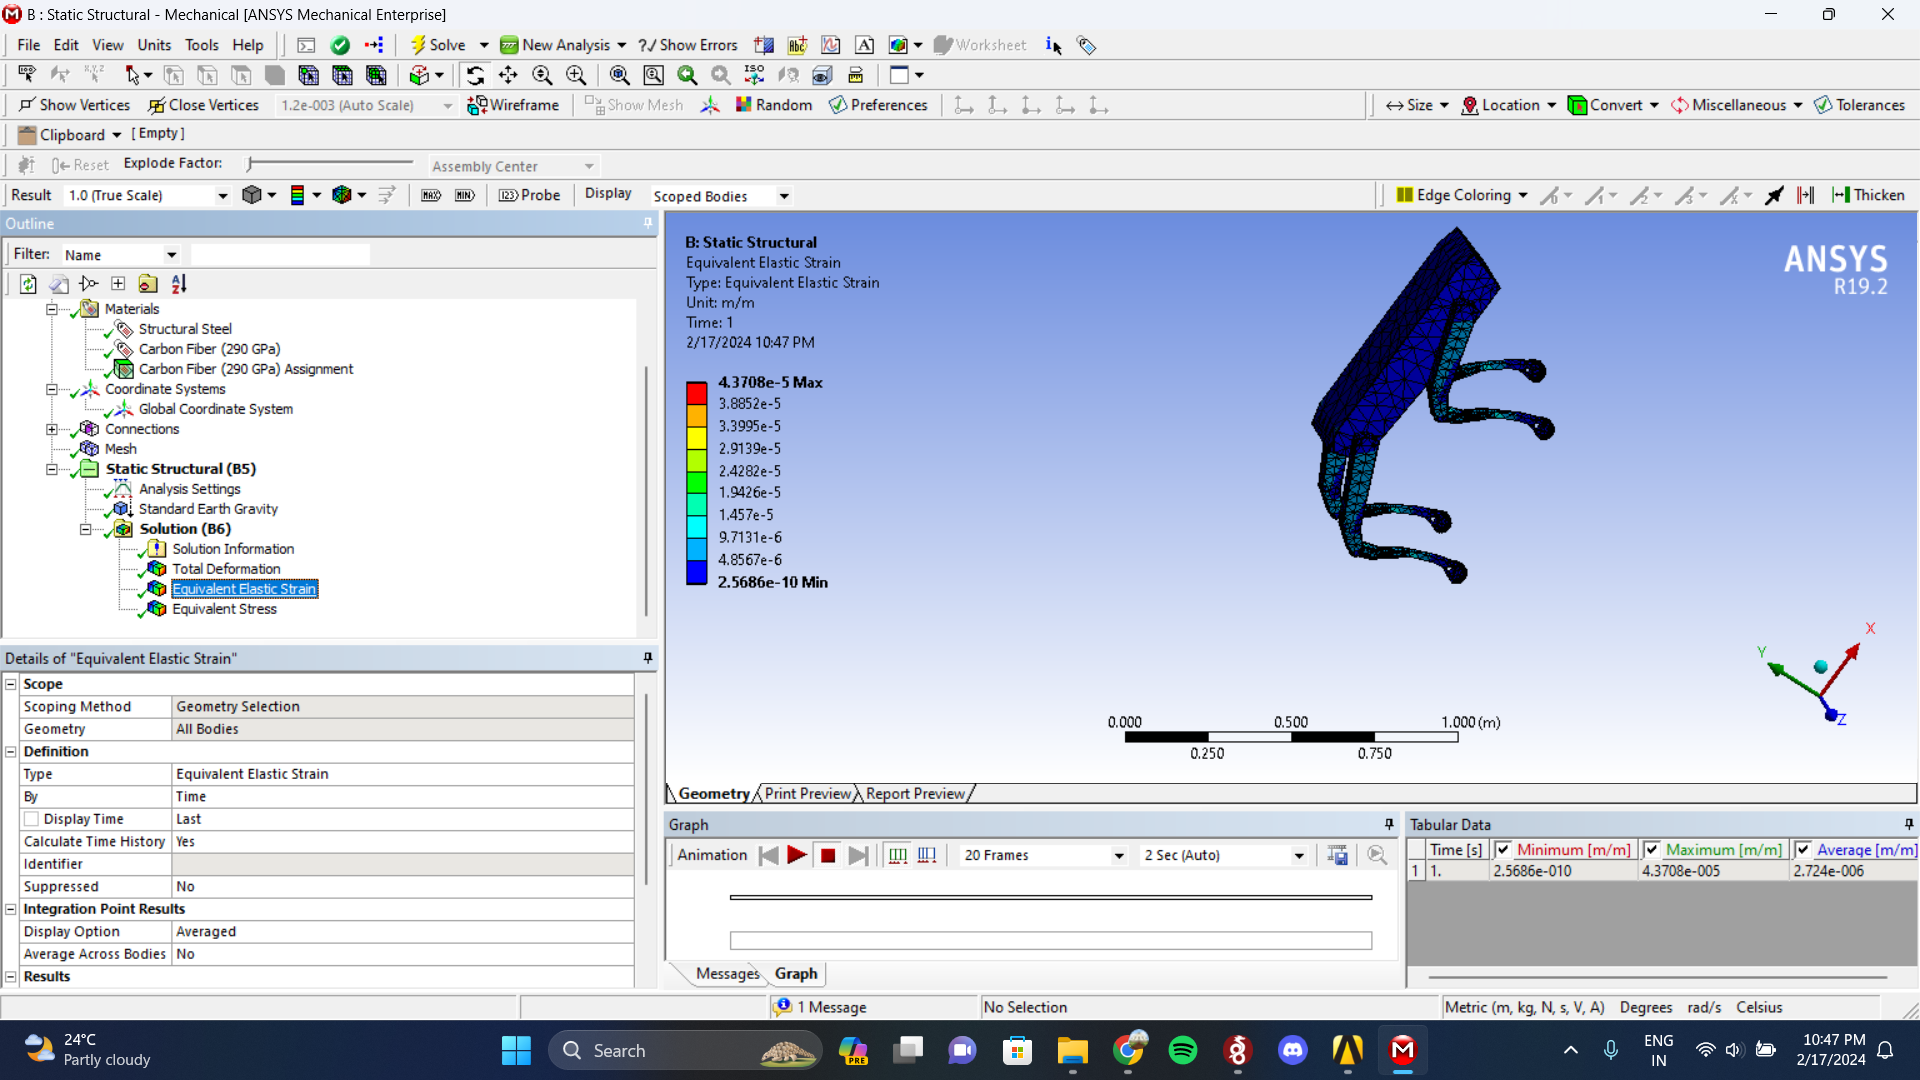 B : Static Structural - Mechanical [ANSYS Mechanical Enterprise]
File Edit View Units Tools Help Solve New Analysis ?✓ Show Errors Worksheet
ISO
Show Vertices Close Vertices 1.2e-003 (Auto Scale) Wireframe Show Mesh Random Preferences Size Location Convert Miscellaneous Tolerances
Clipboard [ Empty ]
Reset Explode Factor: Assembly Center
Result 1.0 (True Scale) MAX MIN Probe Display Scoped Bodies Edge Coloring Thicken
Outline
Filter: Name
Materials
Structural Steel
Carbon Fiber (290 GPa)
Carbon Fiber (290 GPa) Assignment
Coordinate Systems
Global Coordinate System
Connections
Mesh
Static Structural (B5)
Analysis Settings
Standard Earth Gravity
Solution (B6)
Solution Information
Total Deformation
Equivalent Elastic Strain
Equivalent Stress
Details of "Equivalent Elastic Strain"
Scope
Scoping Method Geometry Selection
Geometry All Bodies
Definition
Type Equivalent Elastic Strain
By Time
Display Time Last
Calculate Time History Yes
Identifier
Suppressed No
Integration Point Results
Display Option Averaged
Average Across Bodies No
Results
B: Static Structural
Equivalent Elastic Strain
Type: Equivalent Elastic Strain
Unit: m/m
Time: 1
2/17/2024 10:47 PM
4.3708e-5 Max
3.8852e-5
3.3995e-5
2.9139e-5
2.4282e-5
1.9426e-5
1.457e-5
9.7131e-6
4.8567e-6
2.5686e-10 Min
ANSYS
R19.2
X
Y
Z
0.000 0.500 1.000 (m)
0.250 0.750
Geometry Print Preview Report Preview
Graph
Animation 20 Frames 2 Sec (Auto)
Messages Graph
Tabular Data
Time [s] Minimum [m/m] Maximum [m/m] Average [m/m]
1 1. 2.5686e-010 4.3708e-005 2.724e-006
1 Message No Selection Metric (m, kg, N, s, V, A) Degrees rad/s Celsius
24°C
Partly cloudy
Search
PRE
ENG
IN
10:47 PM
2/17/2024